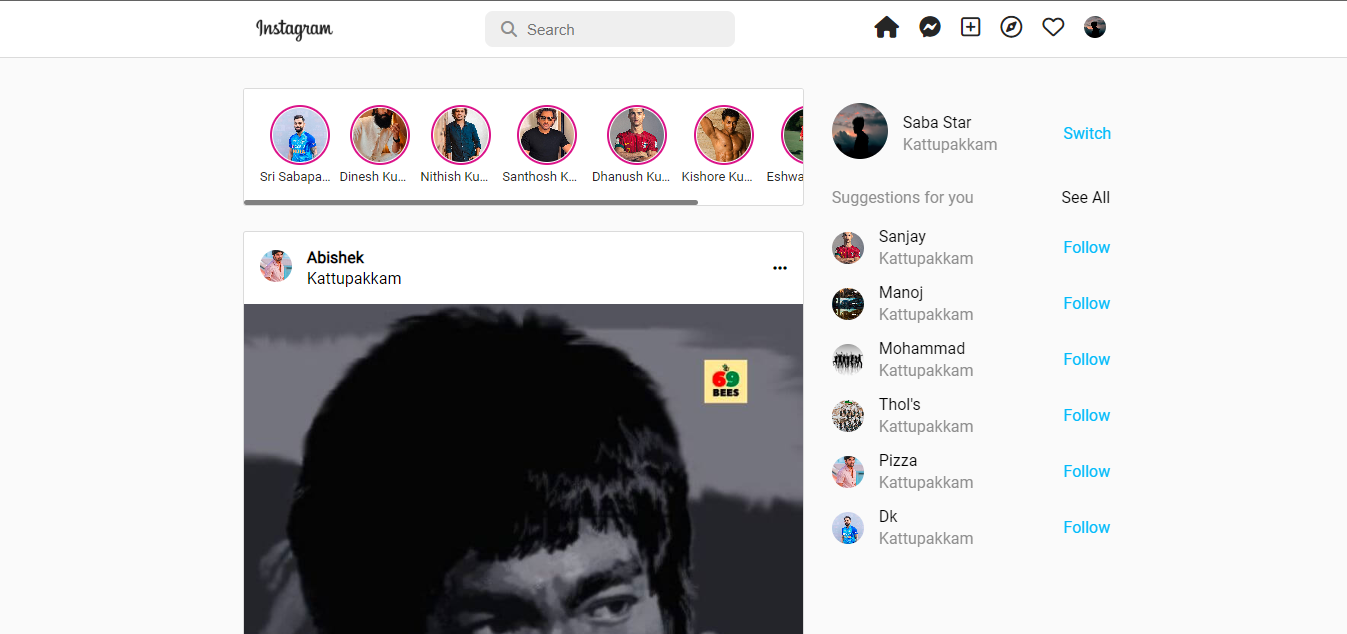 Instagram
Search
Sri Sabapa...
Dinesh Ku...
Nithish Ku...
Santhosh K...
Dhanush Ku...
Kishore Ku...
Eshwa
Abishek
Kattupakkam
69
BEES
Saba Star
Kattupakkam
Switch
Suggestions for you
See All
Sanjay
Kattupakkam
Follow
Manoj
Kattupakkam
Follow
Mohammad
Kattupakkam
Follow
Thol's
Kattupakkam
Follow
Pizza
Kattupakkam
Follow
Dk
Kattupakkam
Follow